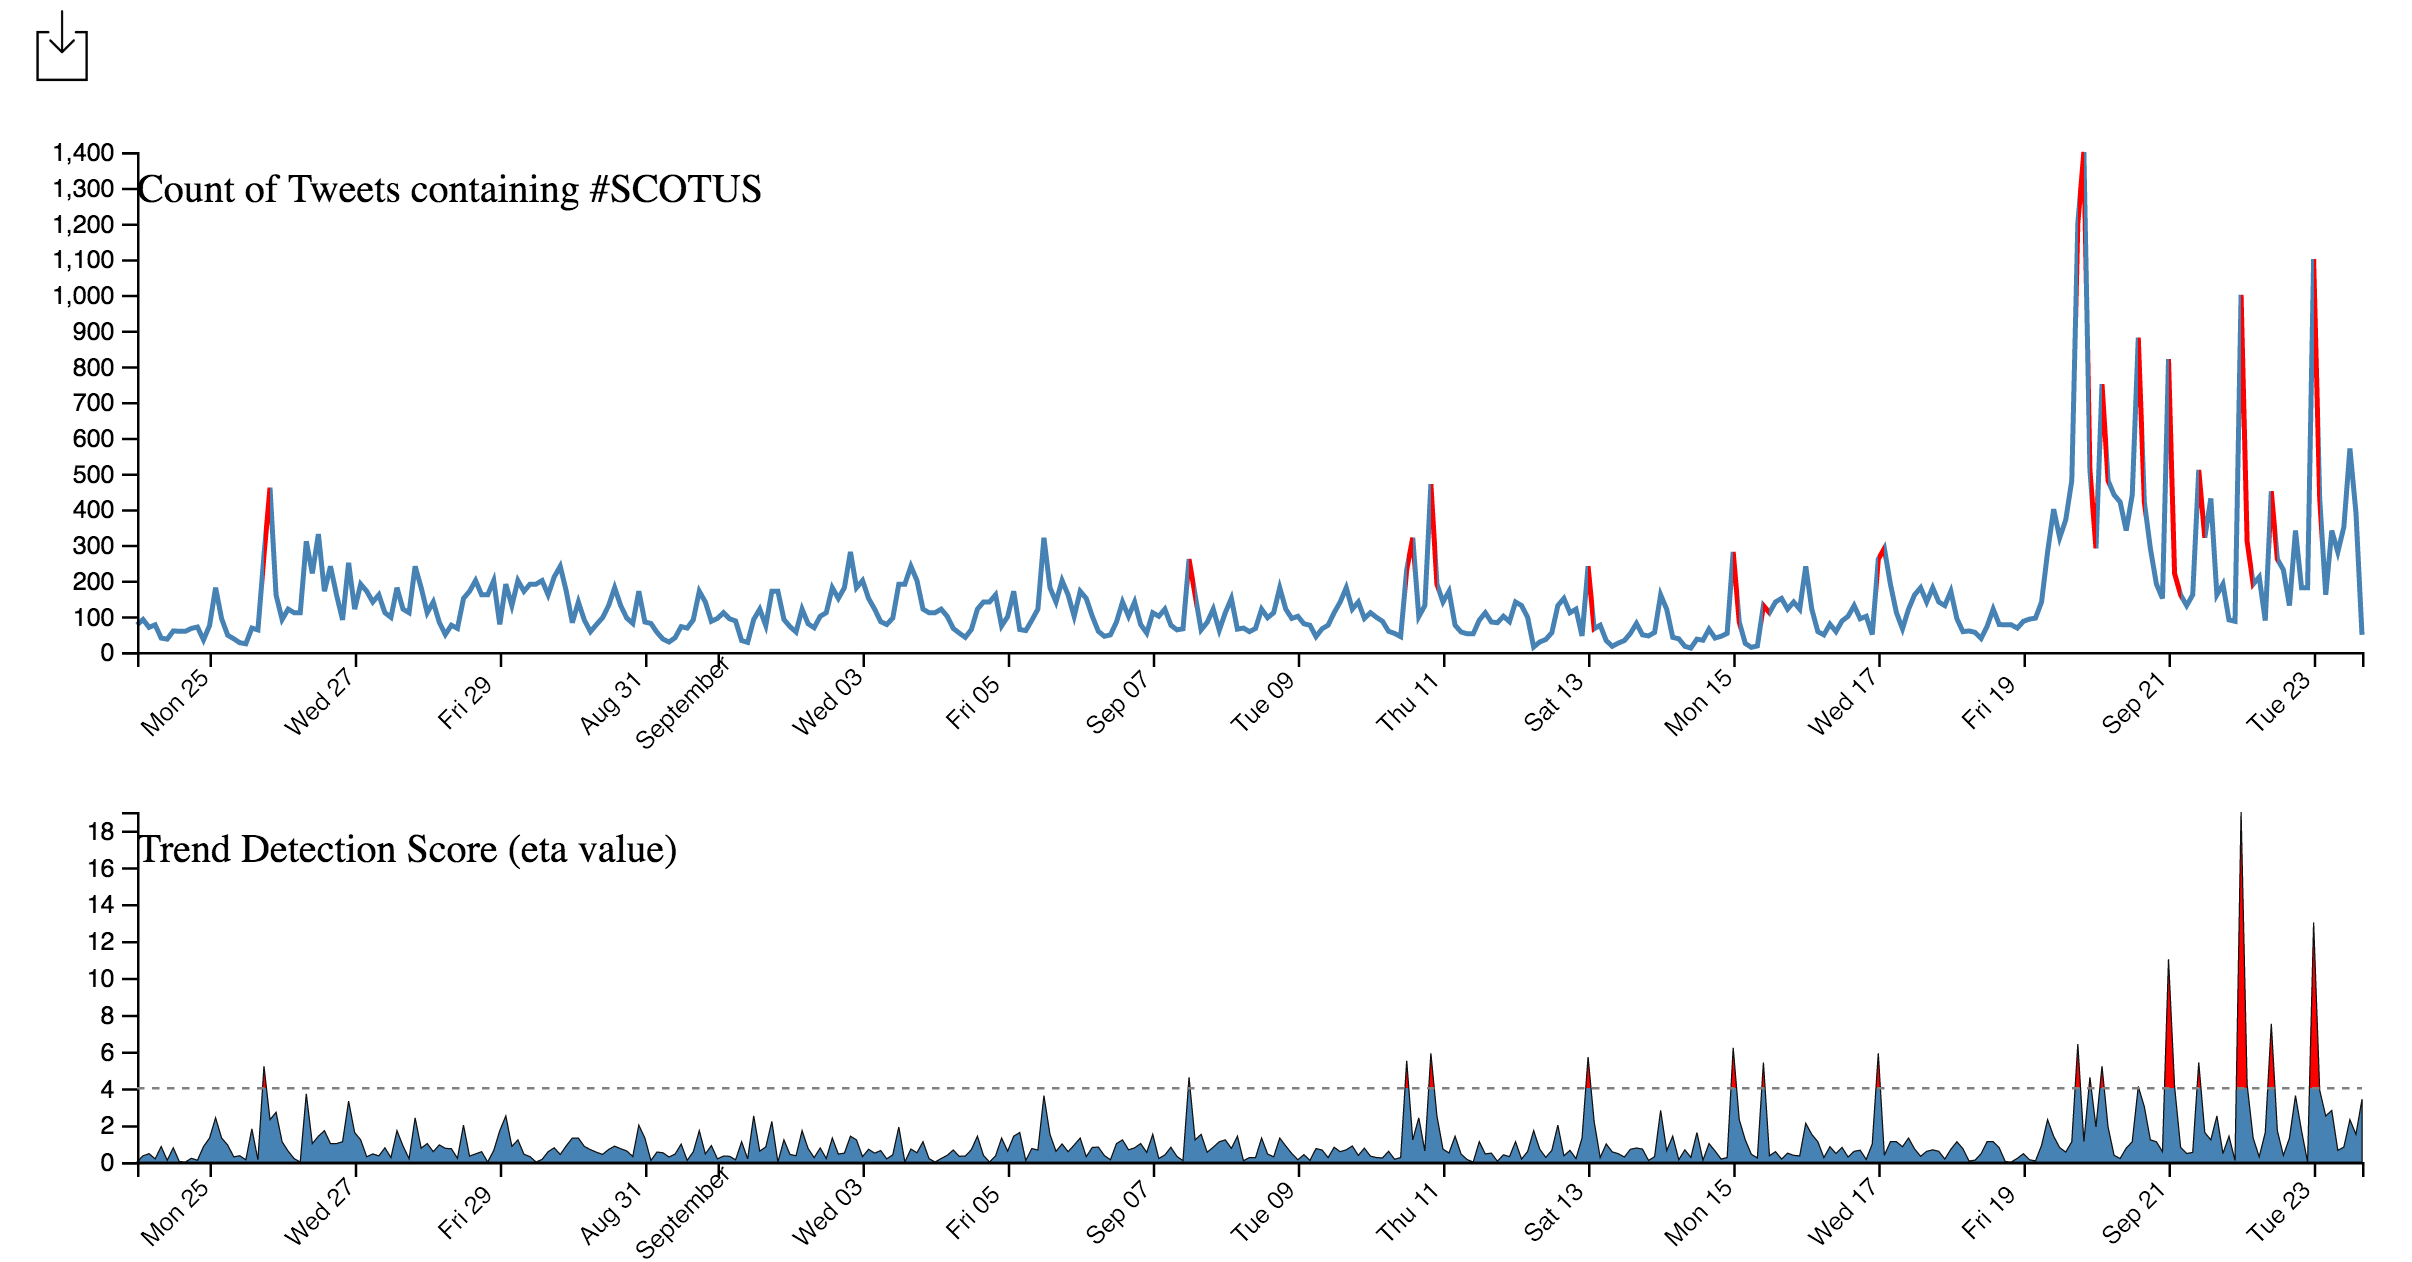 1,400
1,300
1,200
1,100
1,000
900
800
700
600
500
400
300
200
100
0
Count of Tweets containing #SCOTUS
Mon 25
Wed 27
Fri 29
Aug 31
September
Wed 03
Fri 05
Sep 07
Tue 09
Thu 11
Sat 13
Mon 15
Wed 17
Fri 19
Sep 21
Tue 23
18
16
14
12
10
8
6
4
2
0
Trend Detection Score (eta value)
Mon 25
Wed 27
Fri 29
Aug 31
September
Wed 03
Fri 05
Sep 07
Tue 09
Thu 11
Sat 13
Mon 15
Wed 17
Fri 19
Sep 21
Tue 23